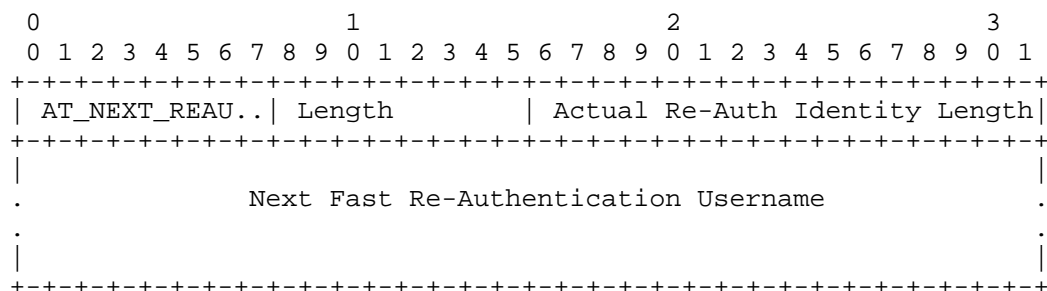 0                   1                   2                   3
 0 1 2 3 4 5 6 7 8 9 0 1 2 3 4 5 6 7 8 9 0 1 2 3 4 5 6 7 8 9 0 1
+-+-+-+-+-+-+-+-+-+-+-+-+-+-+-+-+-+-+-+-+-+-+-+-+-+-+-+-+-+-+-+-+
| AT_NEXT_REAU..| Length        | Actual Re-Auth Identity Length|
+-+-+-+-+-+-+-+-+-+-+-+-+-+-+-+-+-+-+-+-+-+-+-+-+-+-+-+-+-+-+-+-+
|                                                               |
.               Next Fast Re-Authentication Username            .
.                                                               .
|                                                               |
+-+-+-+-+-+-+-+-+-+-+-+-+-+-+-+-+-+-+-+-+-+-+-+-+-+-+-+-+-+-+-+-+